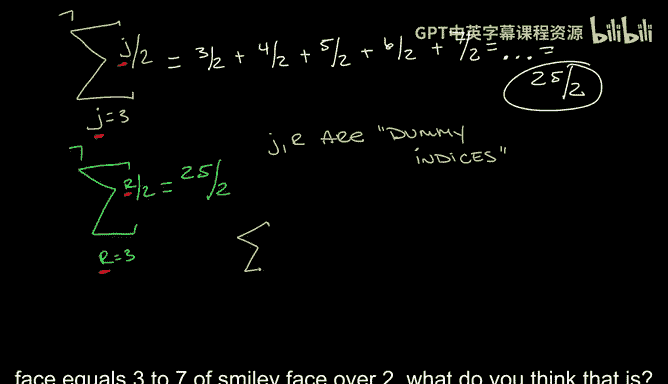 GPT中英字幕课程资源 bilibili
7
∑ j/2 = 3/2 + 4/2 + 5/2 + 6/2 + 7/2 = ... =
j=3
25/2
j, R ARE "DUMMY
INDICES"
7
∑ R/2 = 25/2
R=3
∑
face equals 3 to 7 of smiley face over 2, what do you think that is?